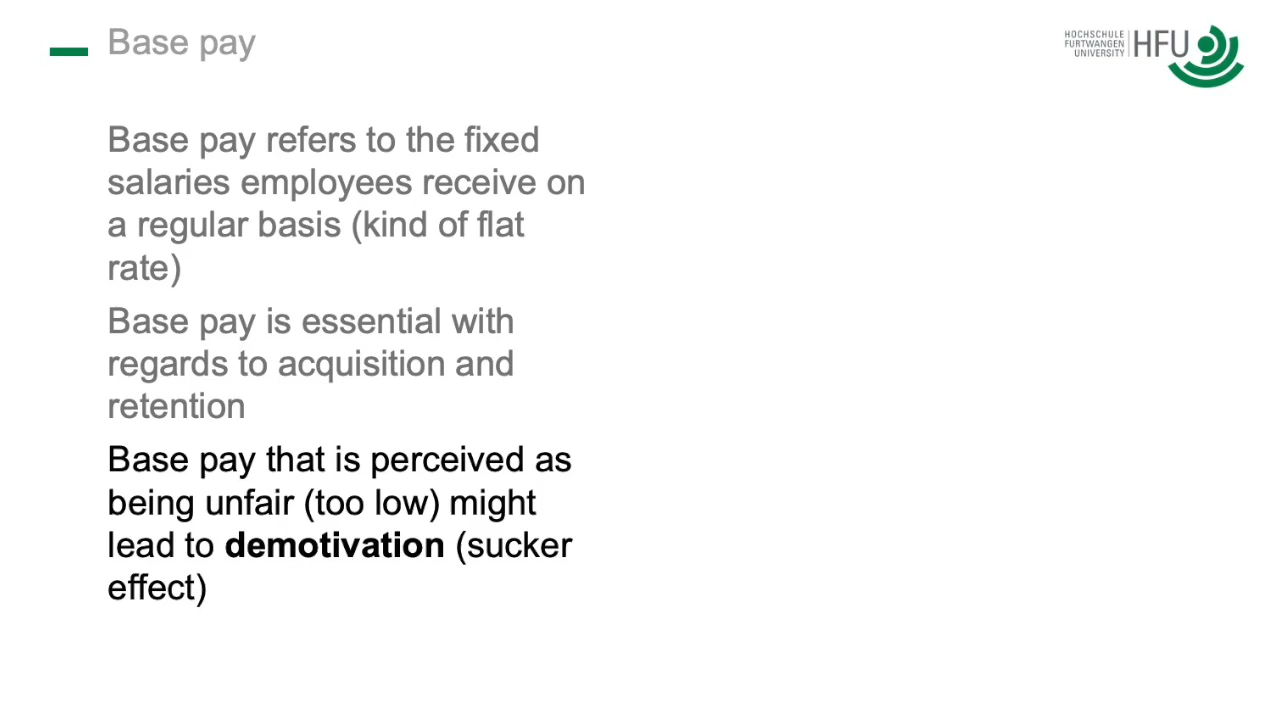 Base pay
HOCHSCHULE
FURTWANGEN
UNIVERSITY
HFU
Base pay refers to the fixed
salaries employees receive on
a regular basis (kind of flat
rate)
Base pay is essential with
regards to acquisition and
retention
Base pay that is perceived as
being unfair (too low) might
lead to demotivation (sucker
effect)